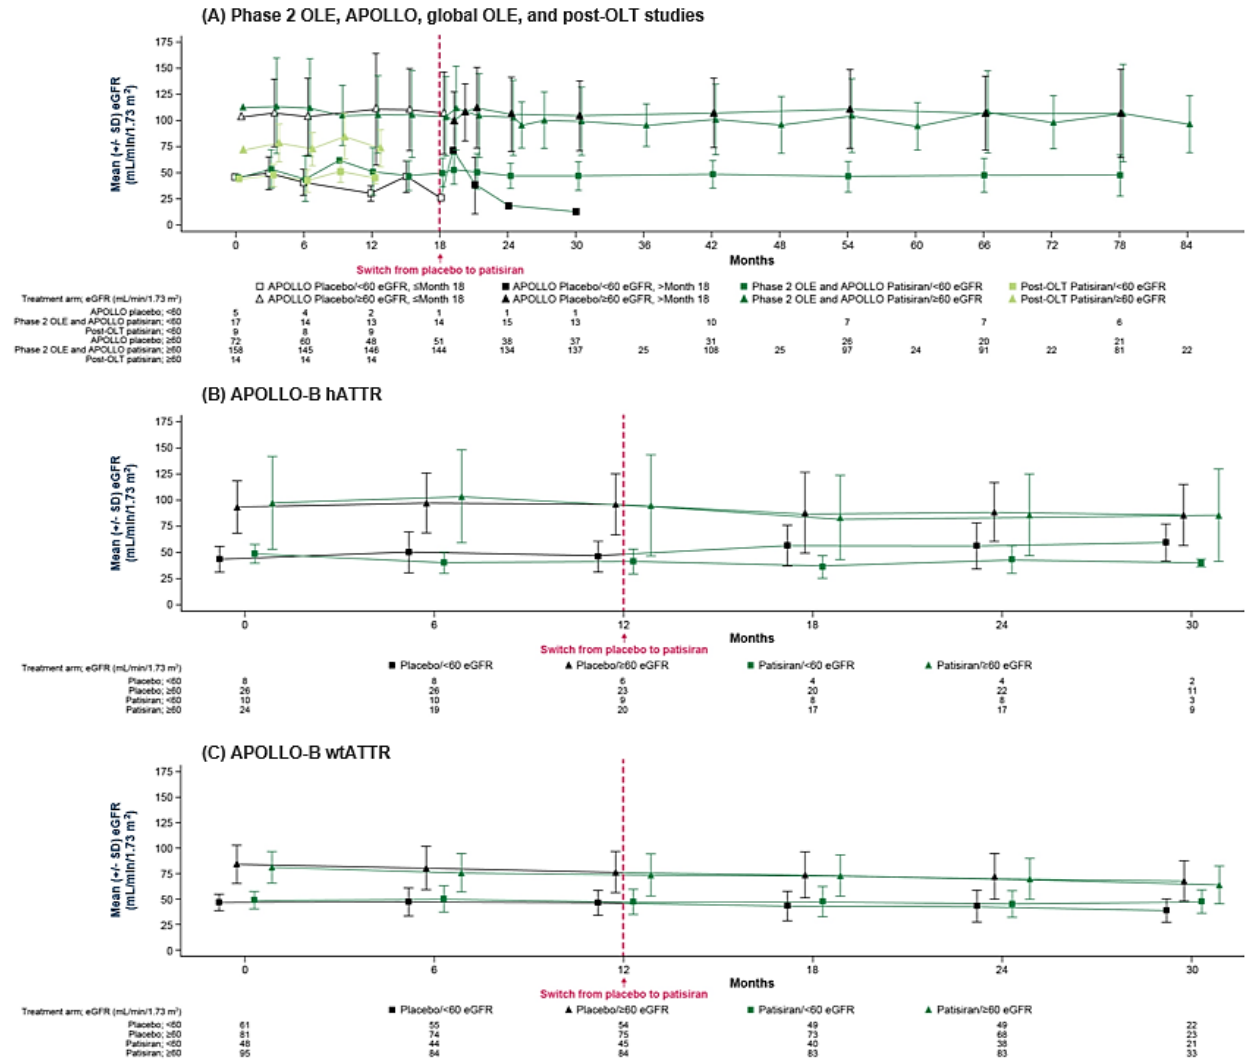 (A) Phase 2 OLE, APOLLO, global OLE, and post-OLT studies
Mean (+/- SD) eGFR
(mL/min/1.73 m²)
175
150
125
100
75
50
25
0
0 6 12 18 24 30 36 42 48 54 60 66 72 78 84
Months
Switch from placebo to patisiran
APOLLO Placebo/<60 eGFR, ≤Month 18
APOLLO Placebo/<60 eGFR, >Month 18
Phase 2 OLE and APOLLO Patisiran/<60 eGFR
Post-OLT Patisiran/<60 eGFR
APOLLO Placebo/≥60 eGFR, ≤Month 18
APOLLO Placebo/≥60 eGFR, >Month 18
Phase 2 OLE and APOLLO Patisiran/≥60 eGFR
Post-OLT Patisiran/≥60 eGFR
Treatment arm; eGFR (mL/min/1.73 m²)
APOLLO placebo; <60 5 4 2 1 1 1
Phase 2 OLE and APOLLO patisiran; <60 17 14 13 14 15 13 10 7 7 6
Post-OLT patisiran; <60 9 8 9
APOLLO placebo; ≥60 72 60 48 51 38 37 31 26 20 21
Phase 2 OLE and APOLLO patisiran; ≥60 158 145 146 144 134 137 25 108 25 97 24 91 22 81 22
Post-OLT patisiran; ≥60 14 14 14
(B) APOLLO-B hATTR
Mean (+/- SD) eGFR
(mL/min/1.73 m²)
175
150
125
100
75
50
25
0
0 6 12 18 24 30
Months
Switch from placebo to patisiran
Treatment arm; eGFR (mL/min/1.73 m²)
Placebo/<60 eGFR
Placebo/≥60 eGFR
Patisiran/<60 eGFR
Patisiran/≥60 eGFR
Placebo; <60 8 8 6 4 4 2
Placebo; ≥60 26 26 23 20 22 11
Patisiran; <60 10 10 9 8 8 3
Patisiran; ≥60 24 19 20 17 17 9
(C) APOLLO-B wtATTR
Mean (+/- SD) eGFR
(mL/min/1.73 m²)
175
150
125
100
75
50
25
0
0 6 12 18 24 30
Months
Switch from placebo to patisiran
Treatment arm; eGFR (mL/min/1.73 m²)
Placebo/<60 eGFR
Placebo/≥60 eGFR
Patisiran/<60 eGFR
Patisiran/≥60 eGFR
Placebo; <60 61 55 54 49 49 22
Placebo; ≥60 81 74 75 73 68 23
Patisiran; <60 48 44 45 40 38 21
Patisiran; ≥60 95 84 84 83 83 33